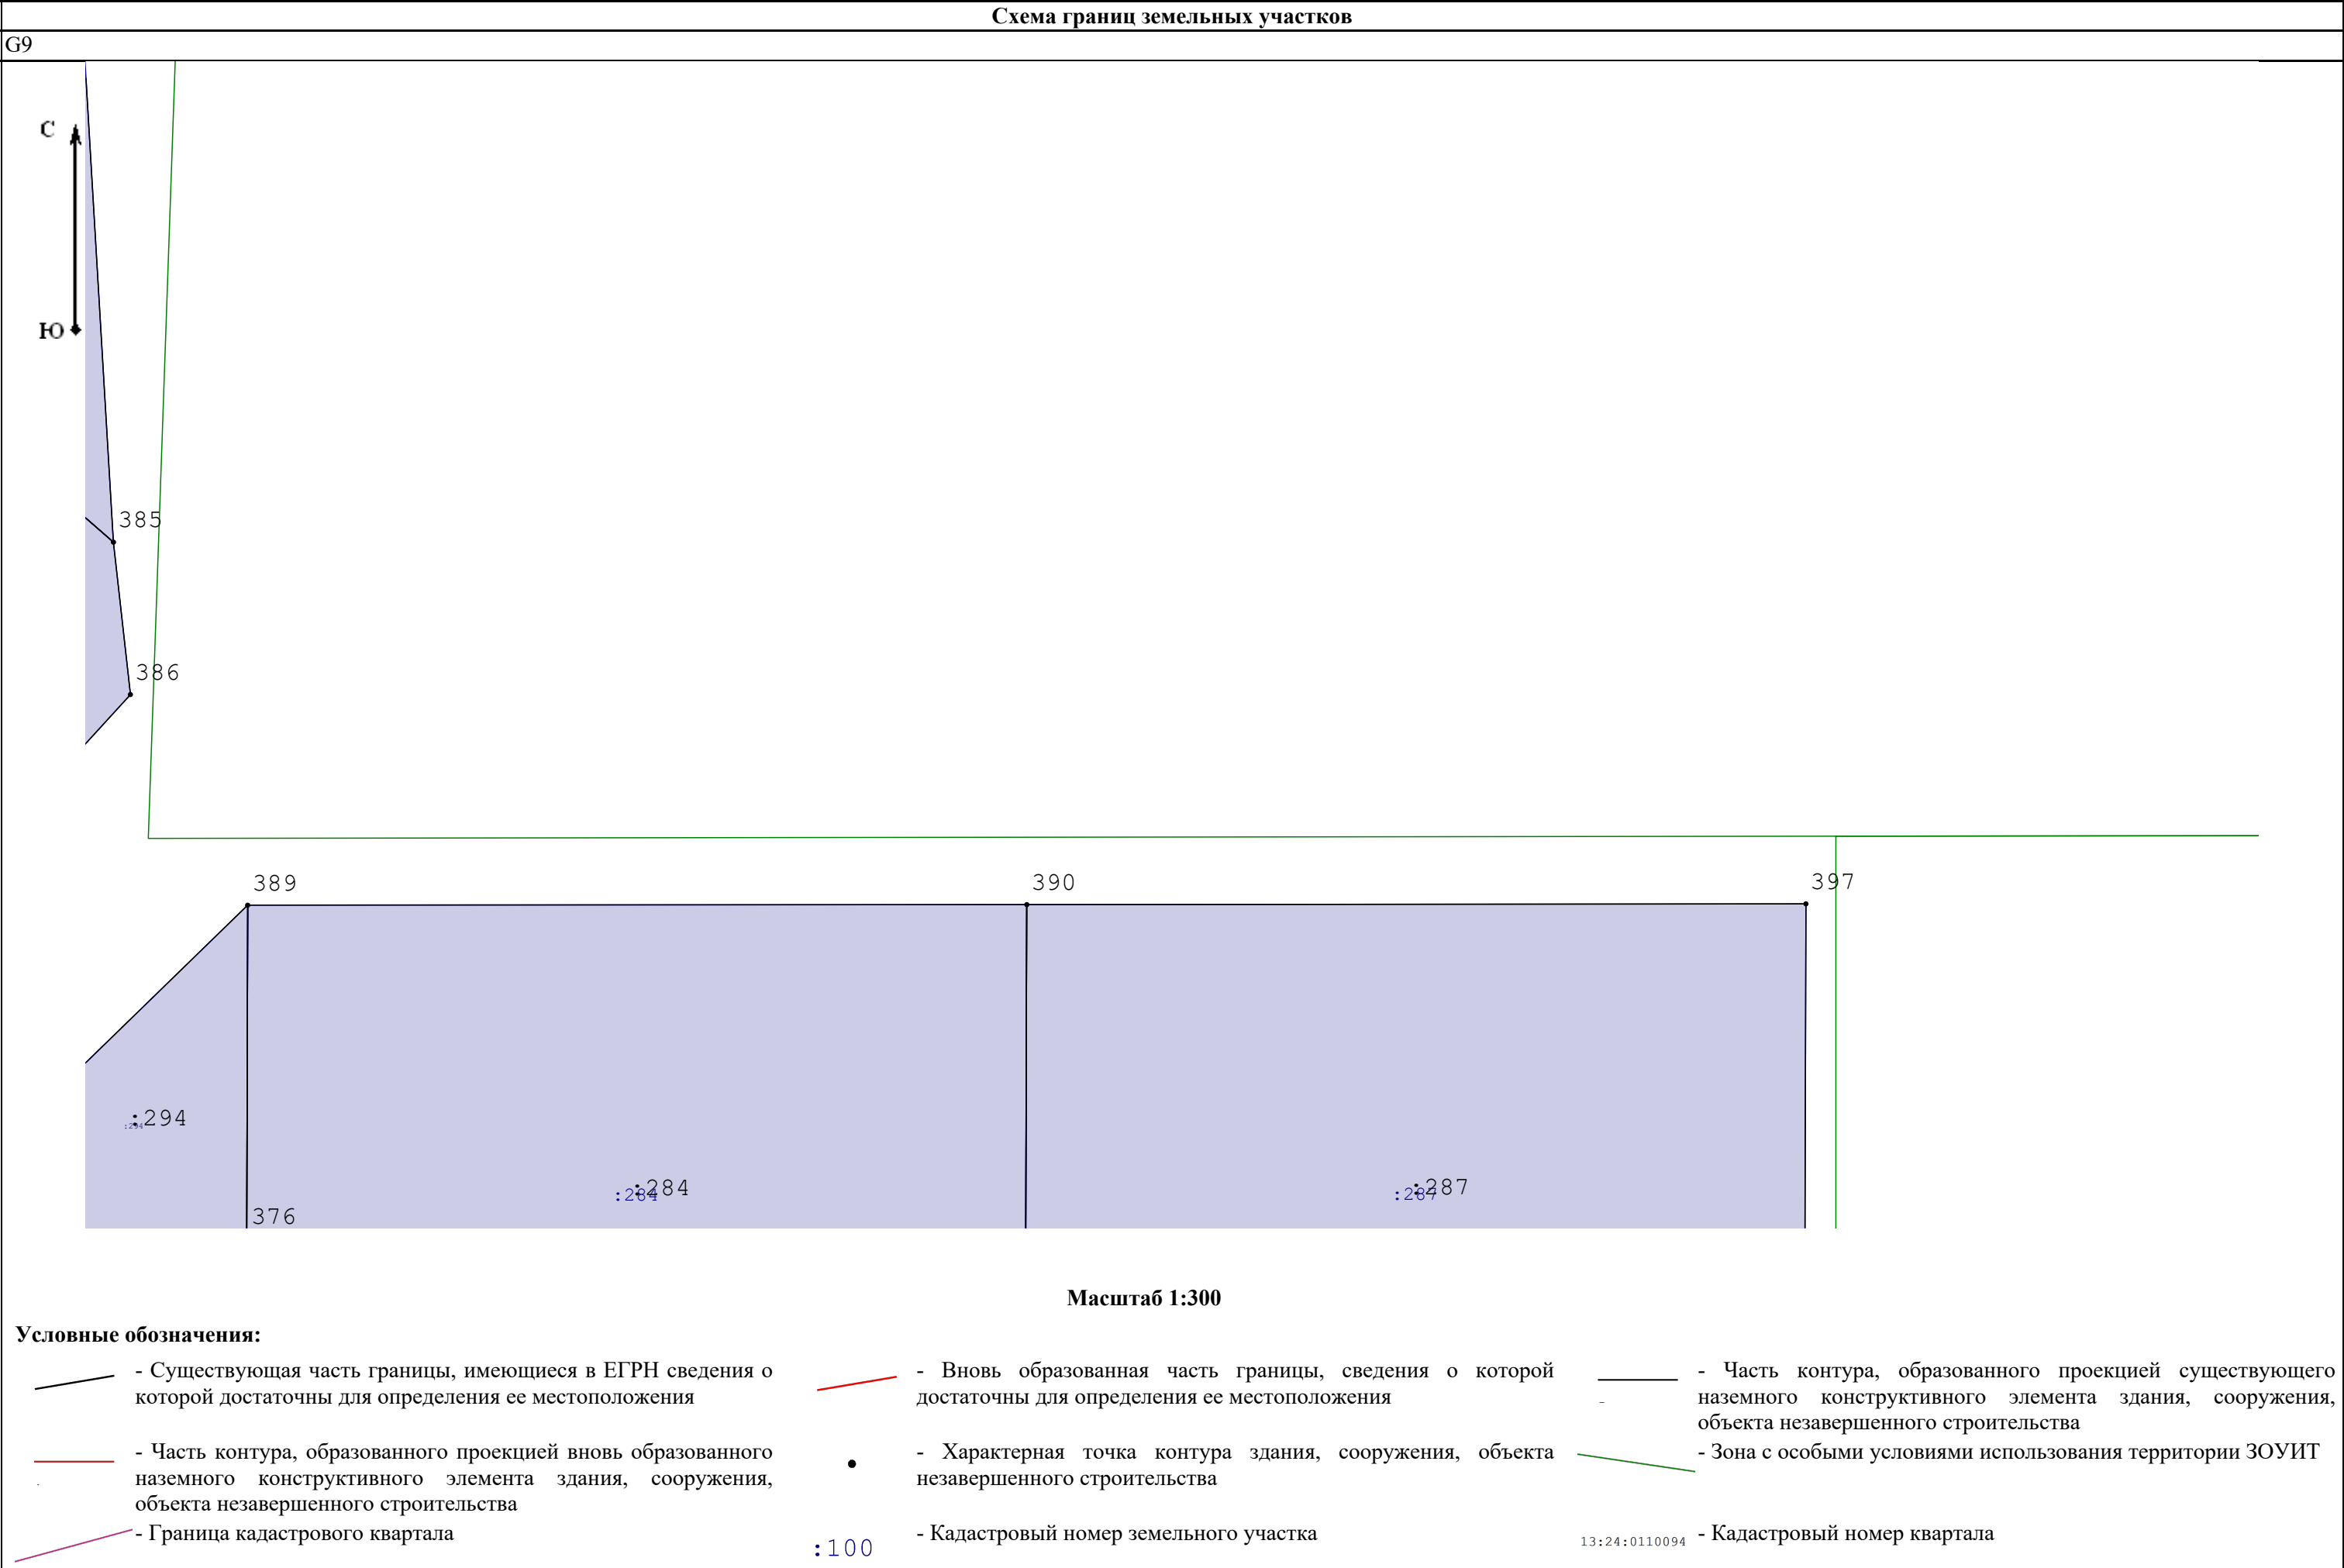 Схема границ земельных участков
G9
С
Ю
385
386
389
390
397
:294
:294
:284
:284
:287
:287
376
Масштаб 1:300
Условные обозначения:
- Существующая часть границы, имеющиеся в ЕГРН сведения о
которой достаточны для определения ее местоположения
- Вновь образованная часть границы, сведения о которой
достаточны для определения ее местоположения
- Часть контура, образованного проекцией существующего
наземного конструктивного элемента здания, сооружения,
объекта незавершенного строительства
- Часть контура, образованного проекцией вновь образованного
наземного конструктивного элемента здания, сооружения,
объекта незавершенного строительства
- Характерная точка контура здания, сооружения, объекта
незавершенного строительства
- Зона с особыми условиями использования территории ЗОУИТ
- Граница кадастрового квартала
:100
- Кадастровый номер земельного участка
13:24:0110094
- Кадастровый номер квартала